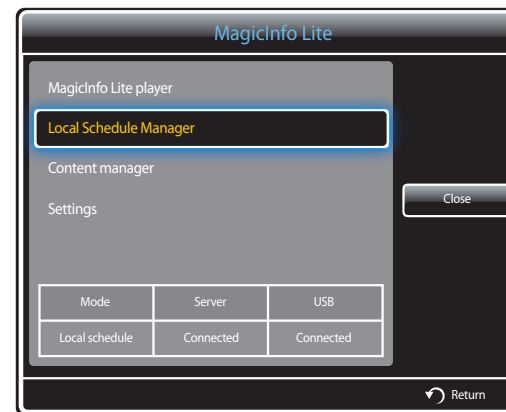 MagicInfo Lite
MagicInfo Lite player
Local Schedule Manager
Content manager
Settings
Close
Mode Server USB
Local schedule Connected Connected
Return